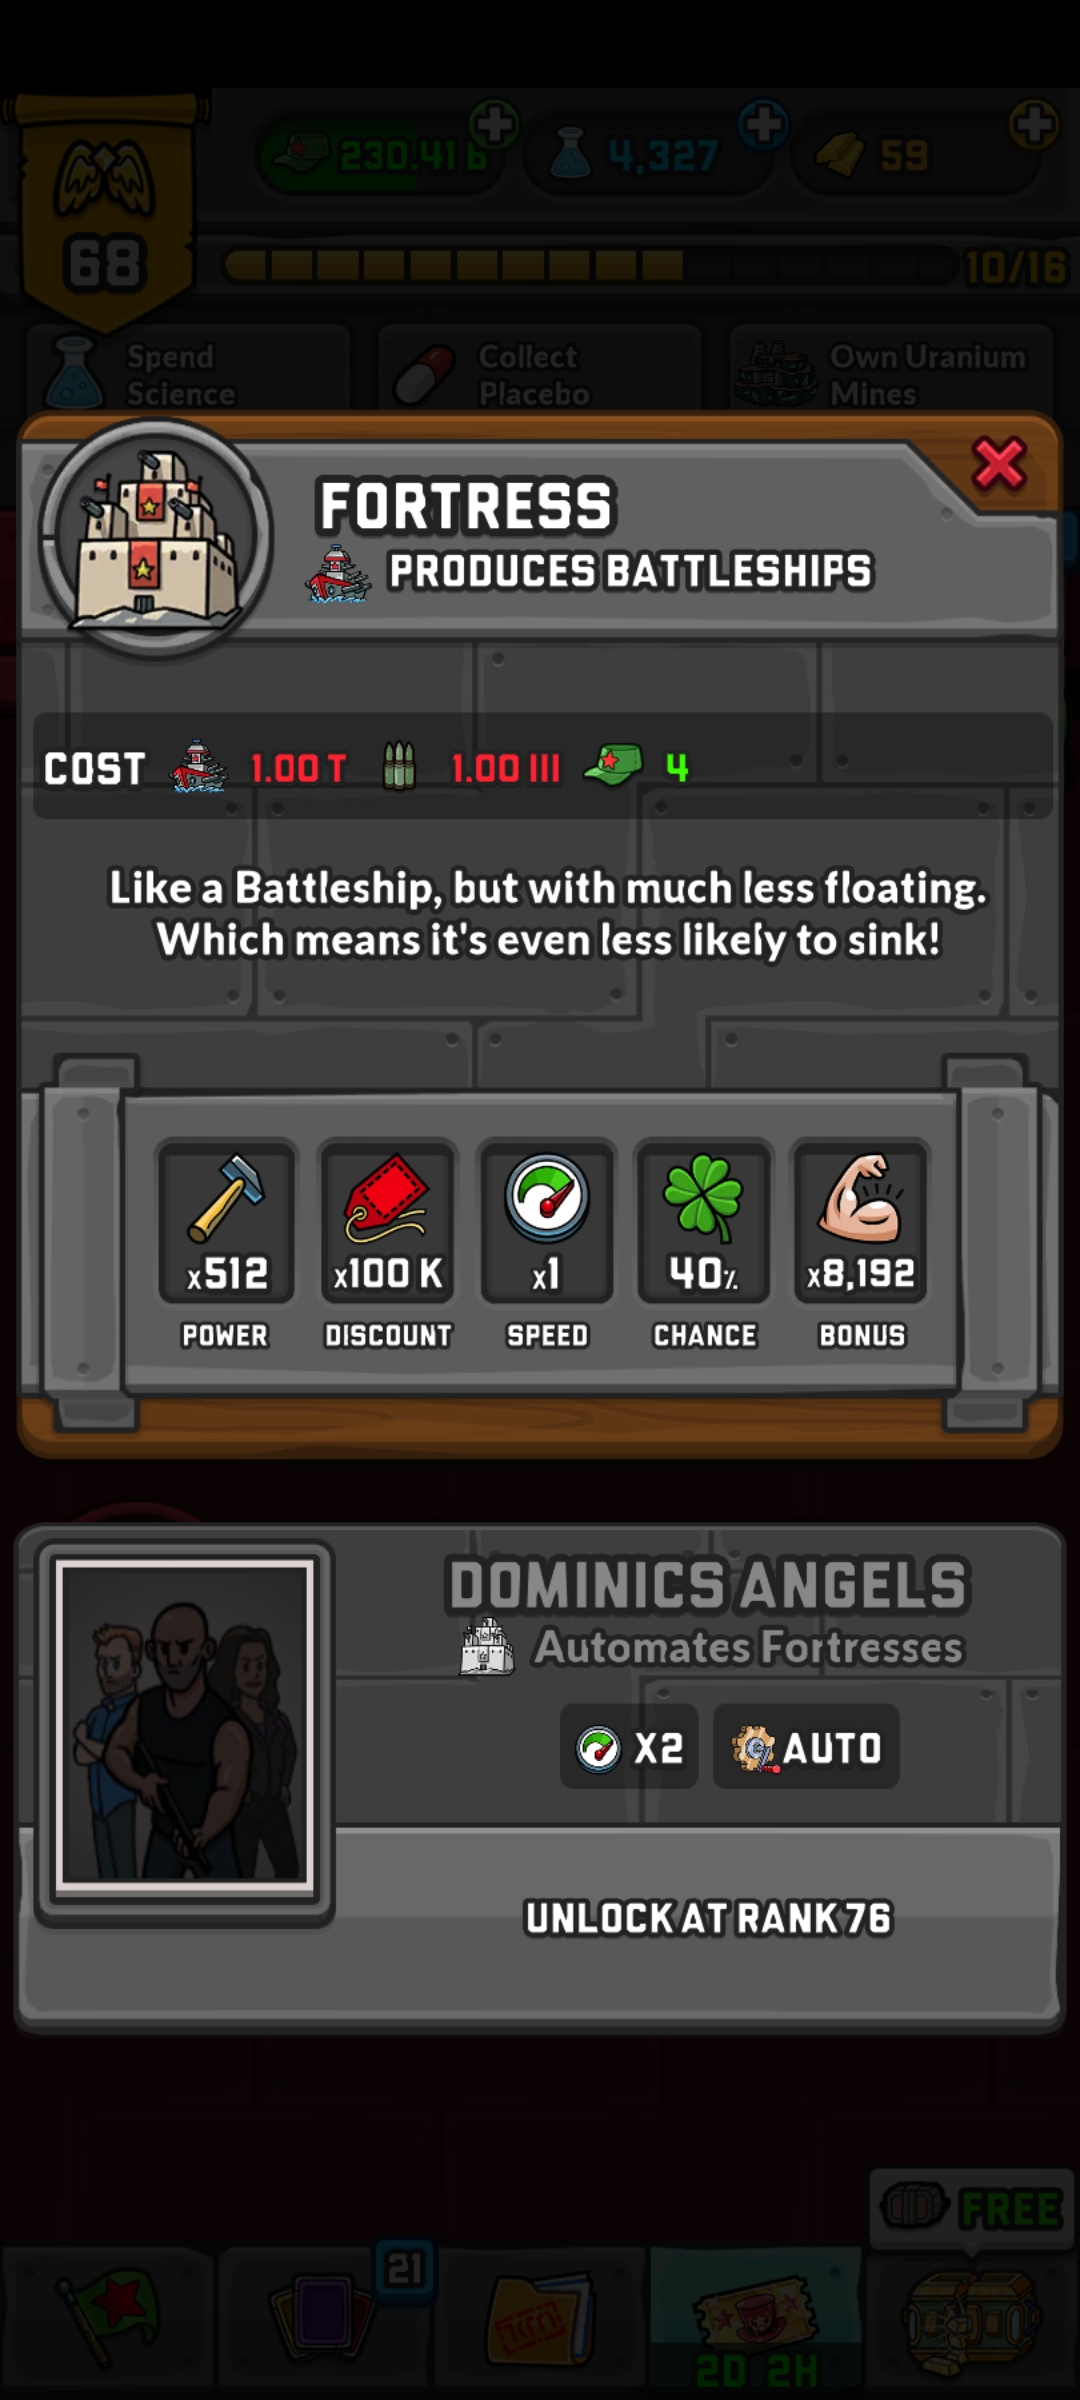 230.41 B
4,327
59
68
10/16
Spend
Science
Collect
Placebo
Own Uranium
Mines
FORTRESS
PRODUCES BATTLESHIPS
COST 1.00 T 1.00 III 4
Like a Battleship, but with much less floating.
Which means it's even less likely to sink!
x512
x100 K
x1
40%
x8,192
POWER
DISCOUNT
SPEED
CHANCE
BONUS
DOMINICS ANGELS
Automates Fortresses
X2
AUTO
UNLOCK AT RANK 76
FREE
21
2D 2H